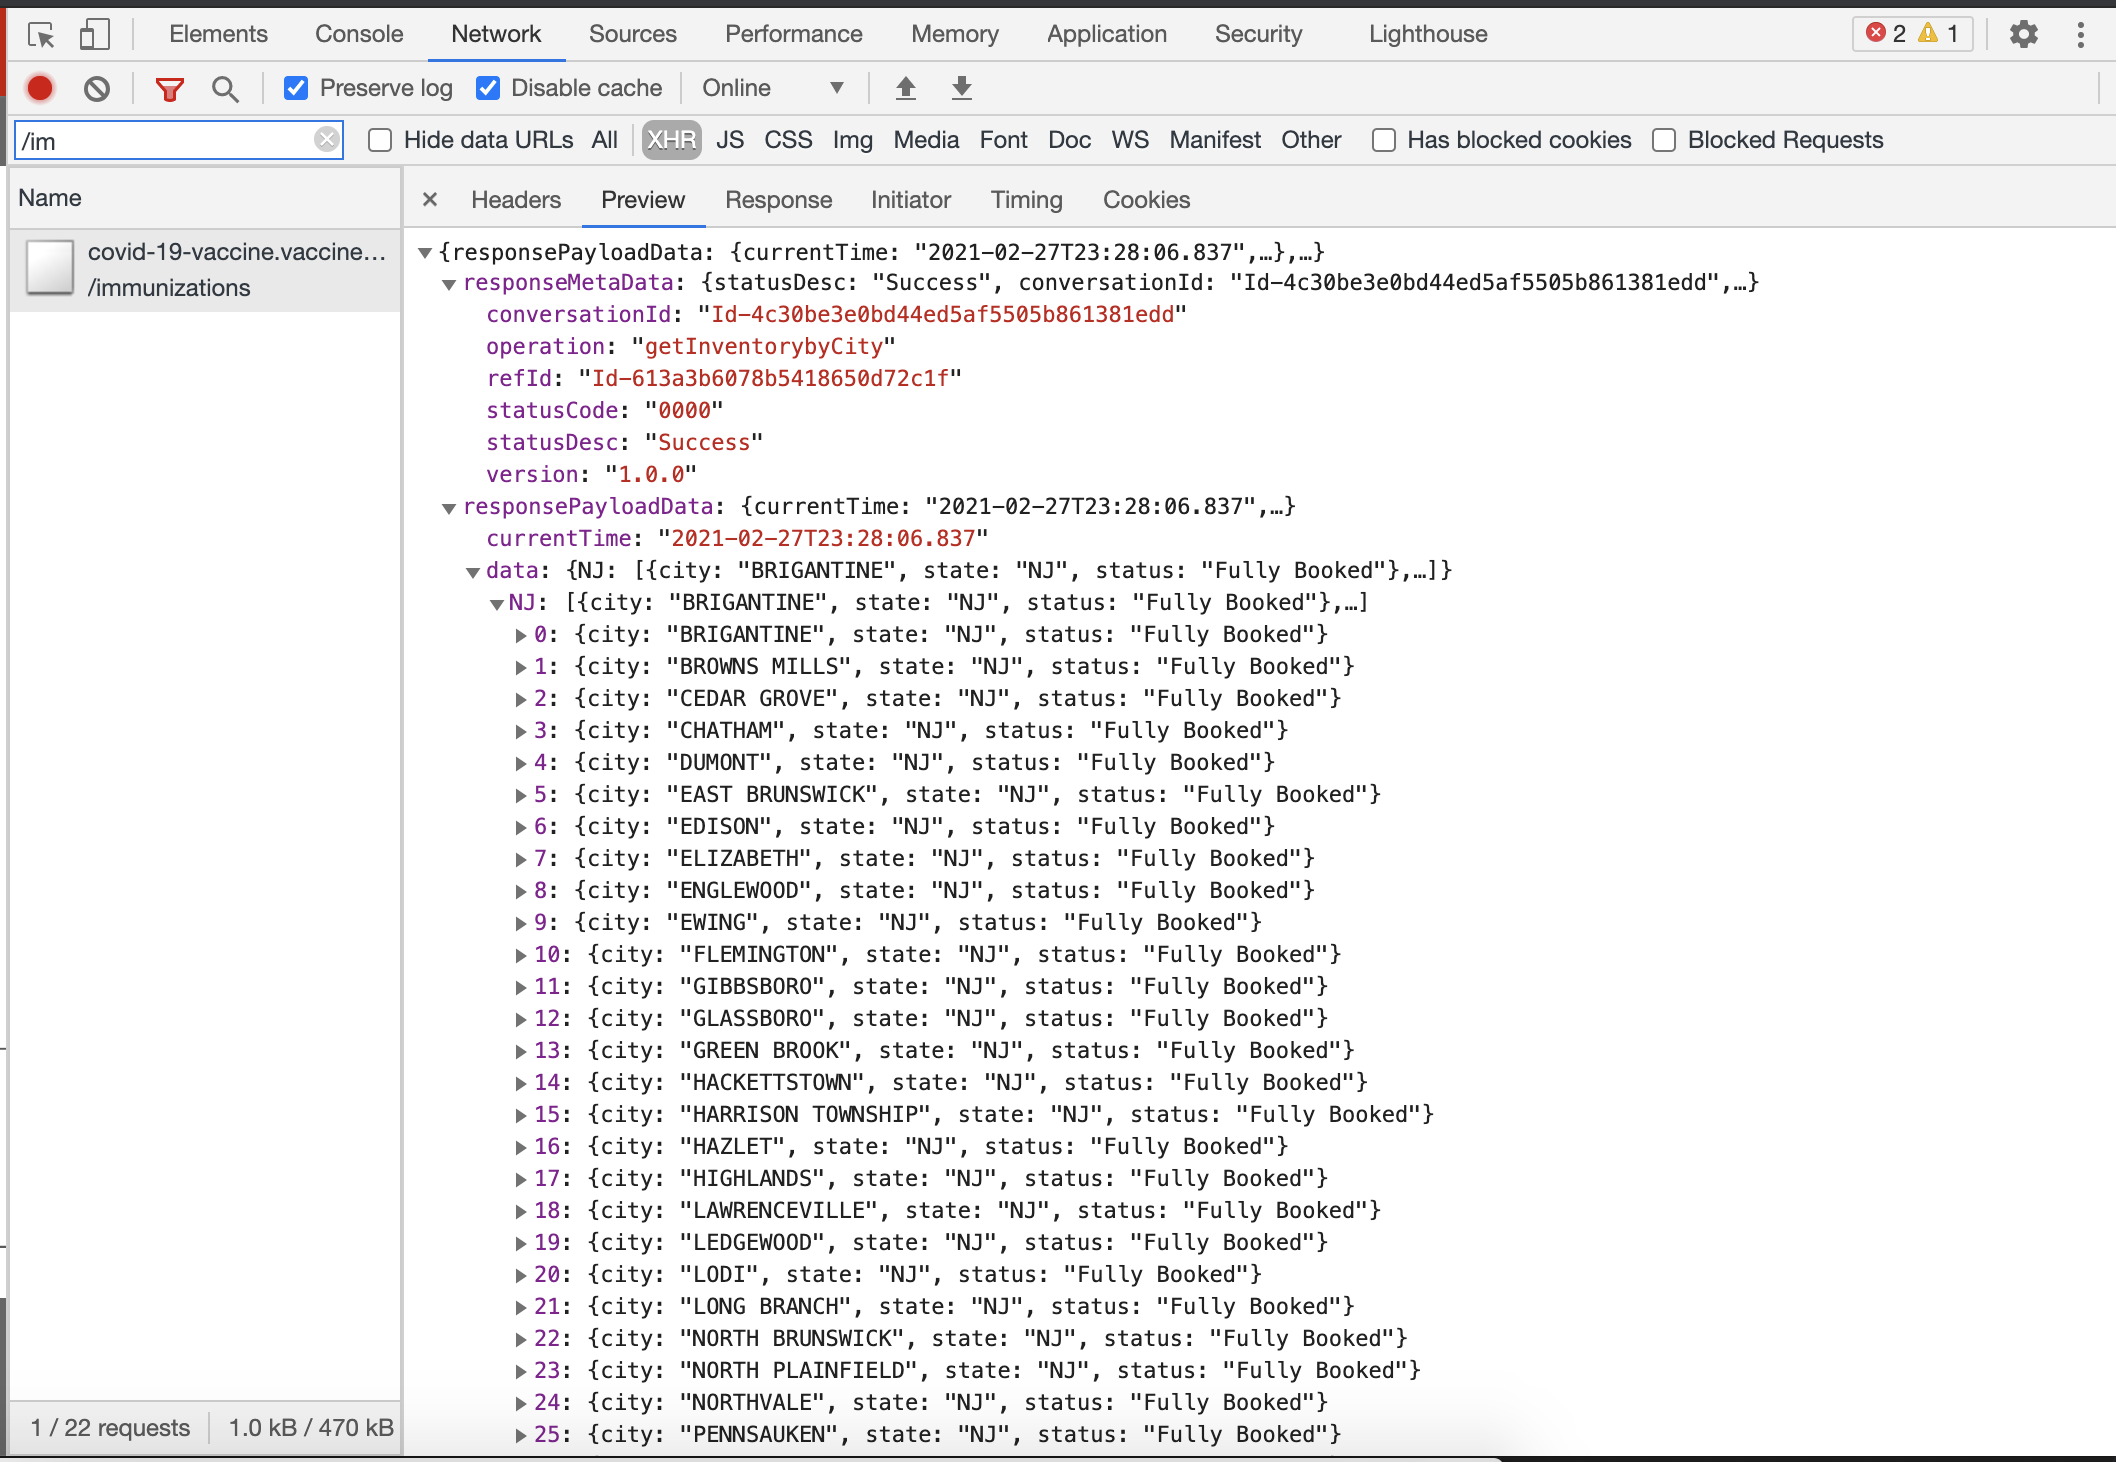 Elements Console Network Sources Performance Memory Application Security Lighthouse 2 1
Preserve log Disable cache Online
/im Hide data URLs All XHR JS CSS Img Media Font Doc WS Manifest Other Has blocked cookies Blocked Requests
Name
covid-19-vaccine.vaccine…
/immunizations
Headers Preview Response Initiator Timing Cookies
{responsePayloadData: {currentTime: "2021-02-27T23:28:06.837",…},…}
responseMetaData: {statusDesc: "Success", conversationId: "Id-4c30be3e0bd44ed5af5505b861381edd",…}
conversationId: "Id-4c30be3e0bd44ed5af5505b861381edd"
operation: "getInventorybyCity"
refId: "Id-613a3b6078b5418650d72c1f"
statusCode: "0000"
statusDesc: "Success"
version: "1.0.0"
responsePayloadData: {currentTime: "2021-02-27T23:28:06.837",…}
currentTime: "2021-02-27T23:28:06.837"
data: {NJ: [{city: "BRIGANTINE", state: "NJ", status: "Fully Booked"},…]}
NJ: [{city: "BRIGANTINE", state: "NJ", status: "Fully Booked"},…]
0: {city: "BRIGANTINE", state: "NJ", status: "Fully Booked"}
1: {city: "BROWNS MILLS", state: "NJ", status: "Fully Booked"}
2: {city: "CEDAR GROVE", state: "NJ", status: "Fully Booked"}
3: {city: "CHATHAM", state: "NJ", status: "Fully Booked"}
4: {city: "DUMONT", state: "NJ", status: "Fully Booked"}
5: {city: "EAST BRUNSWICK", state: "NJ", status: "Fully Booked"}
6: {city: "EDISON", state: "NJ", status: "Fully Booked"}
7: {city: "ELIZABETH", state: "NJ", status: "Fully Booked"}
8: {city: "ENGLEWOOD", state: "NJ", status: "Fully Booked"}
9: {city: "EWING", state: "NJ", status: "Fully Booked"}
10: {city: "FLEMINGTON", state: "NJ", status: "Fully Booked"}
11: {city: "GIBBSBORO", state: "NJ", status: "Fully Booked"}
12: {city: "GLASSBORO", state: "NJ", status: "Fully Booked"}
13: {city: "GREEN BROOK", state: "NJ", status: "Fully Booked"}
14: {city: "HACKETTSTOWN", state: "NJ", status: "Fully Booked"}
15: {city: "HARRISON TOWNSHIP", state: "NJ", status: "Fully Booked"}
16: {city: "HAZLET", state: "NJ", status: "Fully Booked"}
17: {city: "HIGHLANDS", state: "NJ", status: "Fully Booked"}
18: {city: "LAWRENCEVILLE", state: "NJ", status: "Fully Booked"}
19: {city: "LEDGEWOOD", state: "NJ", status: "Fully Booked"}
20: {city: "LODI", state: "NJ", status: "Fully Booked"}
21: {city: "LONG BRANCH", state: "NJ", status: "Fully Booked"}
22: {city: "NORTH BRUNSWICK", state: "NJ", status: "Fully Booked"}
23: {city: "NORTH PLAINFIELD", state: "NJ", status: "Fully Booked"}
24: {city: "NORTHVALE", state: "NJ", status: "Fully Booked"}
25: {city: "PENNSAUKEN", state: "NJ", status: "Fully Booked"}
1 / 22 requests 1.0 kB / 470 kB